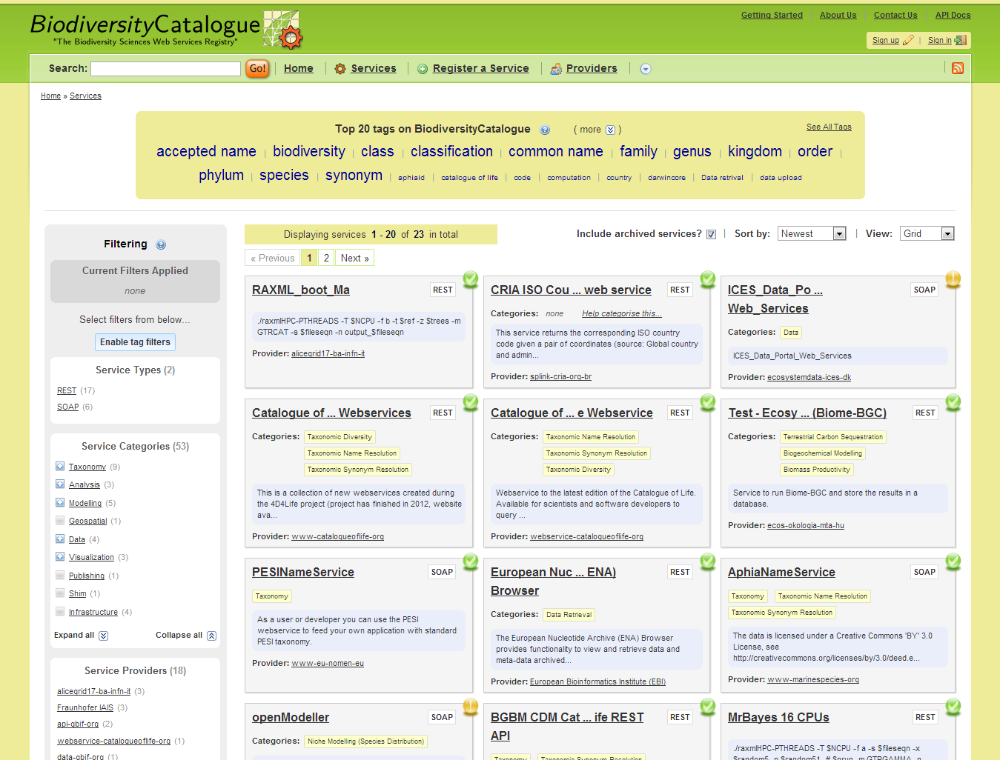 BiodiversityCatalogue
"The Biodiversity Sciences Web Services Registry"
Getting Started | About Us | Contact Us | API Docs
Sign up | Sign in
Search: Go! Home Services Register a Service Providers
Home » Services
Top 20 tags on BiodiversityCatalogue ( more ) See All Tags
accepted name | biodiversity | class | classification | common name | family | genus | kingdom | order |
phylum | species | synonym | aphiaid | catalogue of life | code | computation | country | darwincore | Data retrival | data upload
Filtering
Current Filters Applied
none
Select filters from below...
Enable tag filters
Service Types (2)
REST (17)
SOAP (6)
Service Categories (53)
Taxonomy (9)
Analysis (3)
Modelling (5)
Geospatial (1)
Data (4)
Visualization (3)
Publishing (1)
Shim (1)
Infrastructure (4)
Expand all Collapse all
Service Providers (18)
alicegrid17-ba-infn-it (3)
Fraunhofer IAIS (3)
api-gbif-org (2)
webservice-catalogueoflife-org (1)
data-gbif-org (1)
Displaying services 1 - 20 of 23 in total
Include archived services? | Sort by: Newest | View: Grid
« Previous 1 2 Next »
RAXML_boot_Ma REST
./raxmlHPC-PTHREADS -T $NCPU -f b -t $ref -z $trees -m
GTRCAT -s $fileseqn -n output_$fileseqn
Provider: alicegrid17-ba-infn-it
CRIA ISO Cou ... web service REST
Categories: none Help categorise this...
This service returns the corresponding ISO country
code given a pair of coordinates (source: Global country
and admin...
Provider: splink-cria-org-br
ICES_Data_Po ... SOAP
Web_Services
Categories: Data
ICES_Data_Portal_Web_Services
Provider: ecosystemdata-ices-dk
Catalogue of ... Webservices REST
Categories: Taxonomic Diversity
Taxonomic Name Resolution
Taxonomic Synonym Resolution
This is a collection of new webservices created during
the 4D4Life project (project has finished in 2012, website
ava...
Provider: www-catalogueoflife-org
Catalogue of ... e Webservice REST
Categories: Taxonomic Name Resolution
Taxonomic Synonym Resolution
Taxonomic Diversity
Webservice to the latest edition of the Catalogue of Life.
Available for scientists and software developers to
query ...
Provider: webservice-catalogueoflife-org
Test - Ecosy ... (Biome-BGC) REST
Categories: Terrestrial Carbon Sequestration
Biogeochemical Modelling
Biomass Productivity
Service to run Biome-BGC and store the results in a
database.
Provider: ecos-okologia-mta-hu
PESINameService SOAP
Taxonomy
As a user or developer you can use the PESI
webservice to feed your own application with standard
PESI taxonomy.
Provider: www-eu-nomen-eu
European Nuc ... ENA) REST
Browser
Categories: Data Retrieval
The European Nucleotide Archive (ENA) Browser
provides functionality to view and retrieve data and
meta-data archived...
Provider: European Bioinformatics Institute (EBI)
AphiaNameService SOAP
Taxonomy Taxonomic Name Resolution
Taxonomic Synonym Resolution
The data is licensed under a Creative Commons 'BY' 3.0
License, see
http://creativecommons.org/licenses/by/3.0/deed.e...
Provider: www-marinespecies-org
openModeller SOAP
Categories: Niche Modelling (Species Distribution)
BGBM CDM Cat ... ife REST REST
API
Taxonomy Taxonomic Synonym Resolution
MrBayes 16 CPUs REST
./raxmlHPC-PTHREADS -T $NCPU -f a -s $fileseqn -x